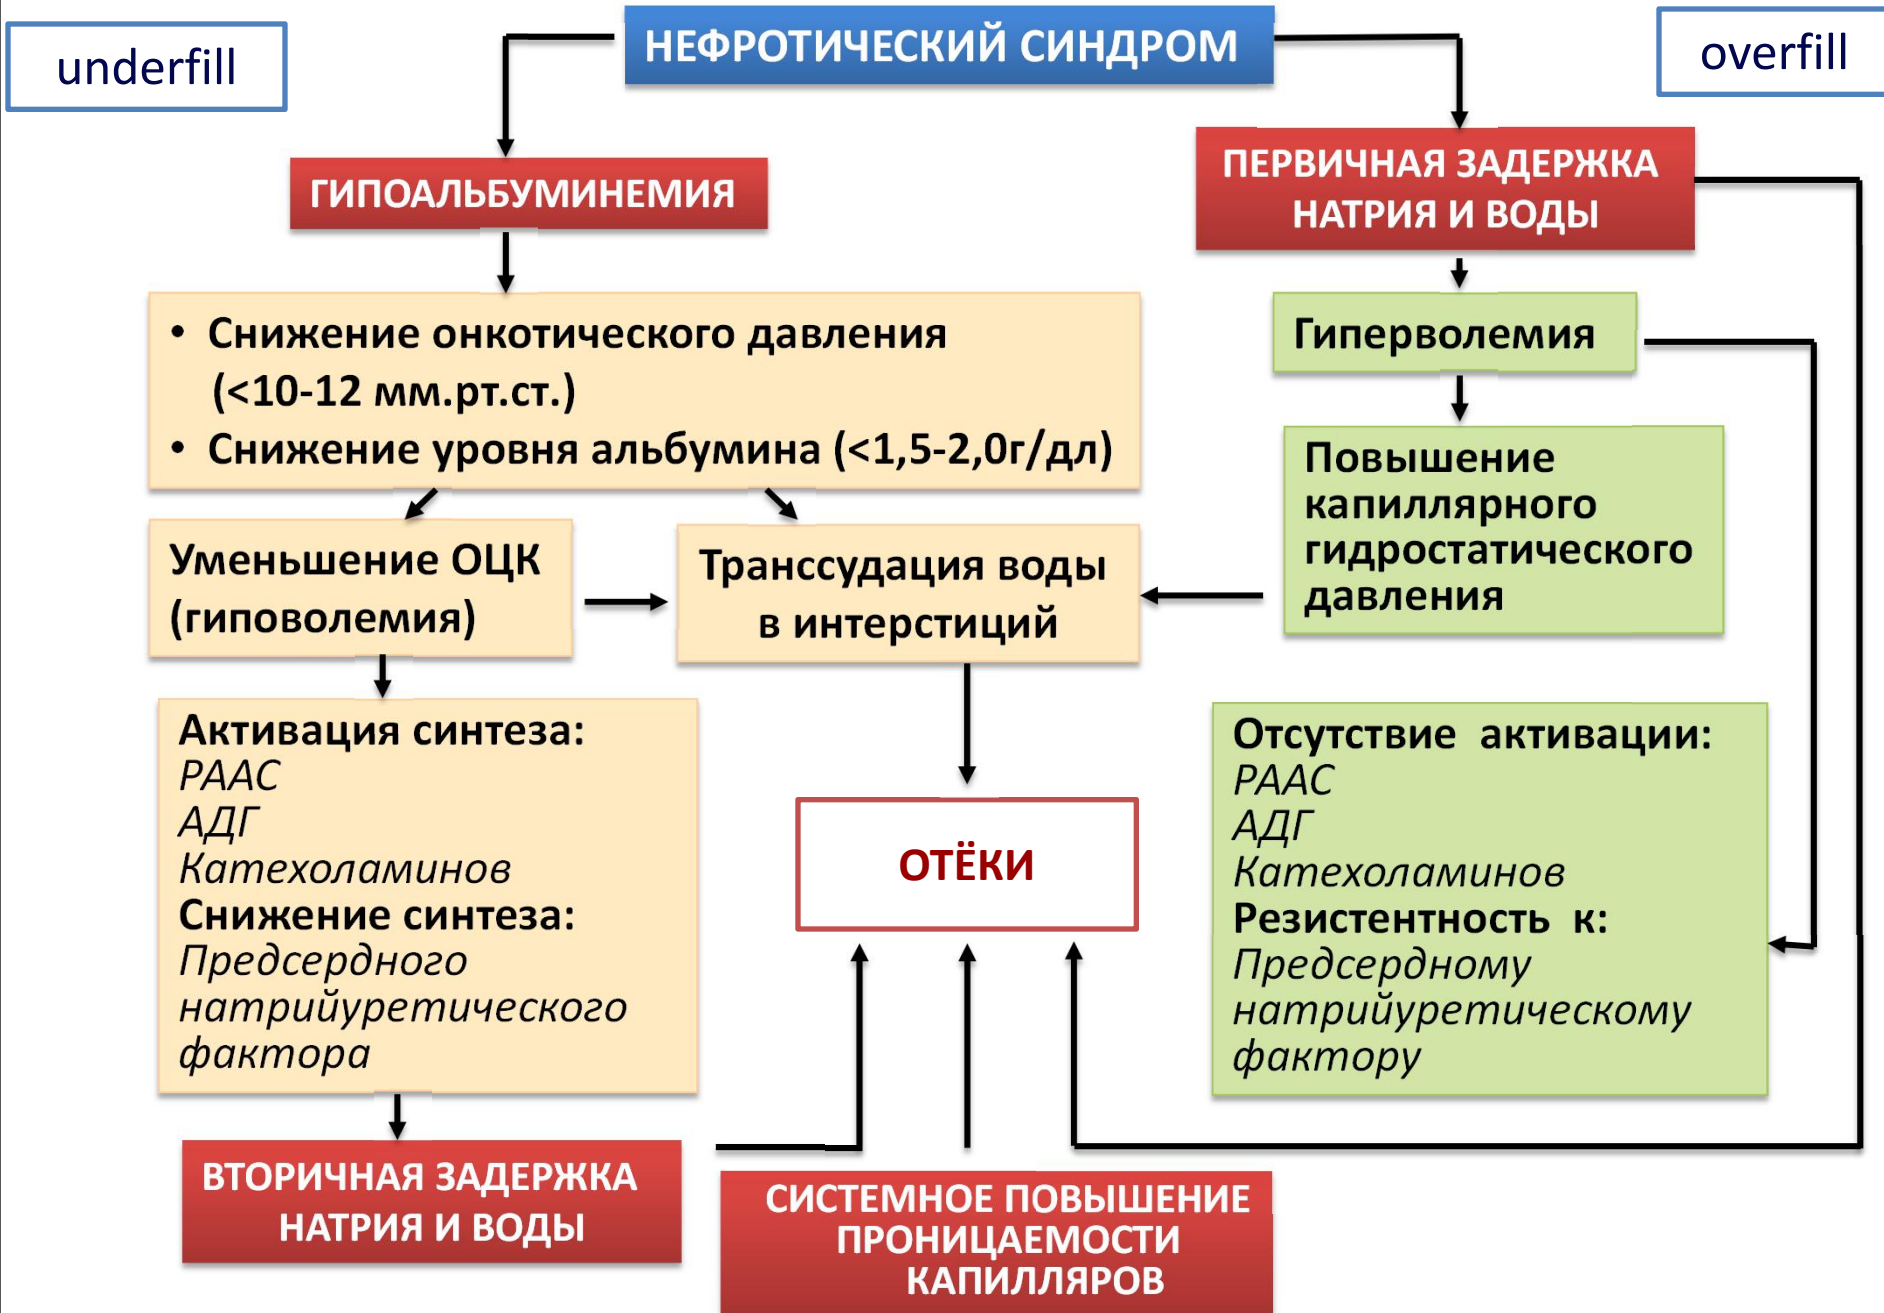 underfill
НЕФРОТИЧЕСКИЙ СИНДРОМ
overfill
ГИПОАЛЬБУМИНЕМИЯ
ПЕРВИЧНАЯ ЗАДЕРЖКА
НАТРИЯ И ВОДЫ
• Снижение онкотического давления
(<10-12 мм.рт.ст.)
• Снижение уровня альбумина (<1,5-2,0г/дл)
Гиперволемия
Повышение
капиллярного
гидростатического
давления
Уменьшение ОЦК
(гиповолемия)
Транссудация воды
в интерстиций
Активация синтеза:
РААС
АДГ
Катехоламинов
Снижение синтеза:
Предсердного
натрийуретического
фактора
ОТЁКИ
Отсутствие активации:
РААС
АДГ
Катехоламинов
Резистентность к:
Предсердному
натрийуретическому
фактору
ВТОРИЧНАЯ ЗАДЕРЖКА
НАТРИЯ И ВОДЫ
СИСТЕМНОЕ ПОВЫШЕНИЕ
ПРОНИЦАЕМОСТИ
КАПИЛЛЯРОВ